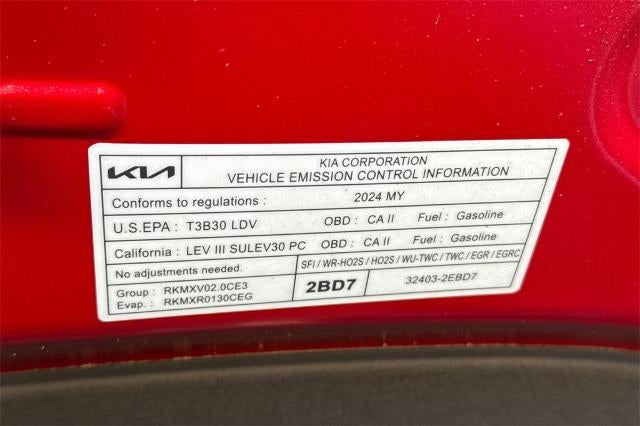 KIA
KIA CORPORATION
VEHICLE EMISSION CONTROL INFORMATION
Conforms to regulations : 2024 MY
U.S.EPA : T3B30 LDV OBD : CA II Fuel : Gasoline
California : LEV III SULEV30 PC OBD : CA II Fuel : Gasoline
No adjustments needed. SFI / WR-HO2S / HO2S / WU-TWC / TWC / EGR / EGRC
Group : RKMXV02.0CE3
Evap. : RKMXR0130CEG
2BD7 32403-2EBD7